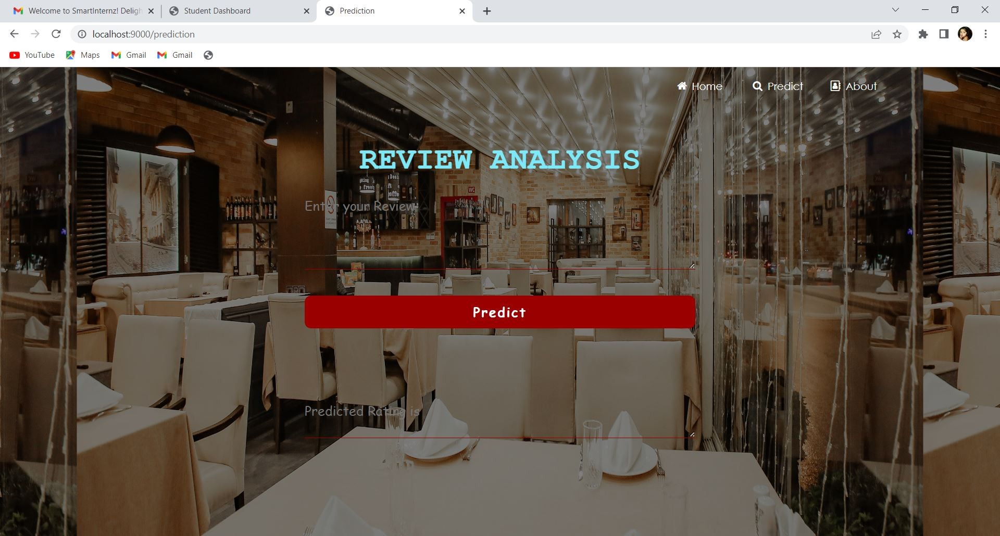 Welcome to SmartInternz! Deligh
Student Dashboard
Prediction
localhost:9000/prediction
YouTube
Maps
Gmail
Gmail
Home
Predict
About
REVIEW ANALYSIS
WC
Enter your Review
Predict
Predicted Rating is